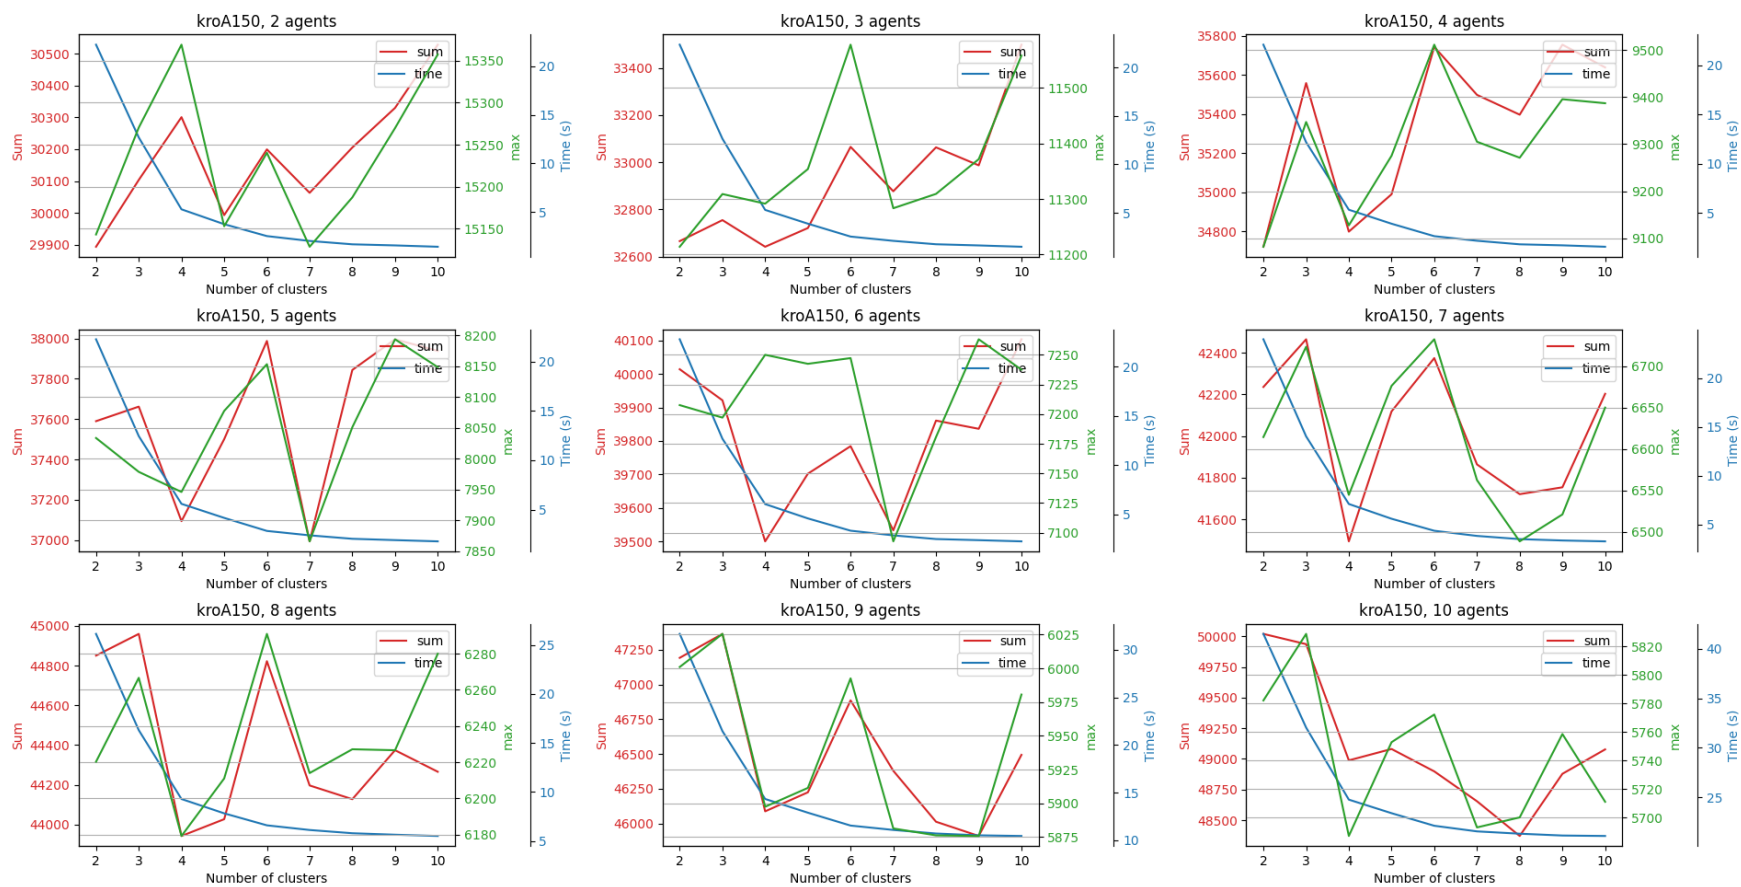 kroA150, 2 agents
30500
30400
30300
30200
30100
30000
29900
Sum
sum
time
15350
15300
15250
15200
15150
max
20
15
10
5
Time (s)
2 3 4 5 6 7 8 9 10
Number of clusters
kroA150, 3 agents
33400
33200
33000
32800
32600
Sum
sum
time
11500
11400
11300
11200
max
20
15
10
5
Time (s)
2 3 4 5 6 7 8 9 10
Number of clusters
kroA150, 4 agents
35800
35600
35400
35200
35000
34800
Sum
sum
time
9500
9400
9300
9200
9100
max
20
15
10
5
Time (s)
2 3 4 5 6 7 8 9 10
Number of clusters
kroA150, 5 agents
38000
37800
37600
37400
37200
37000
Sum
sum
time
8200
8150
8100
8050
8000
7950
7900
7850
max
20
15
10
5
Time (s)
2 3 4 5 6 7 8 9 10
Number of clusters
kroA150, 6 agents
40100
40000
39900
39800
39700
39600
39500
Sum
sum
time
7250
7225
7200
7175
7150
7125
7100
max
20
15
10
5
Time (s)
2 3 4 5 6 7 8 9 10
Number of clusters
kroA150, 7 agents
42400
42200
42000
41800
41600
Sum
sum
time
6700
6650
6600
6550
6500
max
20
15
10
5
Time (s)
2 3 4 5 6 7 8 9 10
Number of clusters
kroA150, 8 agents
45000
44800
44600
44400
44200
44000
Sum
sum
time
6280
6260
6240
6220
6200
6180
max
25
20
15
10
5
Time (s)
2 3 4 5 6 7 8 9 10
Number of clusters
kroA150, 9 agents
47250
47000
46750
46500
46250
46000
Sum
sum
time
6025
6000
5975
5950
5925
5900
5875
max
30
25
20
15
10
Time (s)
2 3 4 5 6 7 8 9 10
Number of clusters
kroA150, 10 agents
50000
49750
49500
49250
49000
48750
48500
Sum
sum
time
5820
5800
5780
5760
5740
5720
5700
max
40
35
30
25
Time (s)
2 3 4 5 6 7 8 9 10
Number of clusters